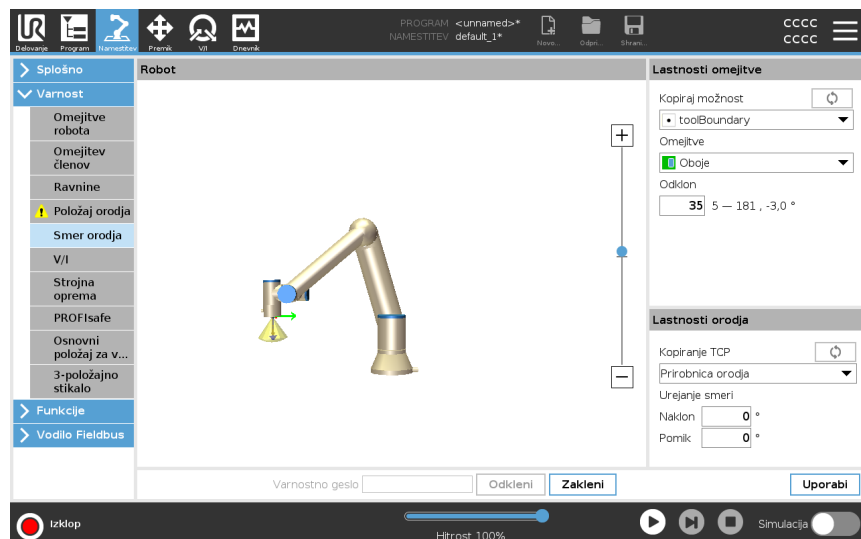 PROGRAM <unnamed>*
NAMESTITEV default_1*
Delovanje
Program
Namestitev
Premik
V/I
Dnevnik
Novo...
Odpri...
Shrani...
CCCC
CCCC
Splošno
Varnost
Omejitve robota
Omejitev členov
Ravnine
Položaj orodja
Smer orodja
V/I
Strojna oprema
PROFIsafe
Osnovni položaj za v...
3-položajno stikalo
Funkcije
Vodilo Fieldbus
Robot
Lastnosti omejitve
Kopiraj možnost
toolBoundary
Omejitve
Oboje
Odklon
35 5 — 181 , -3,0 °
Lastnosti orodja
Kopiranje TCP
Prirobnica orodja
Urejanje smeri
Naklon 0 °
Pomik 0 °
Varnostno geslo
Odkleni
Zakleni
Uporabi
Izklop
Hitrost 100%
Simulacija